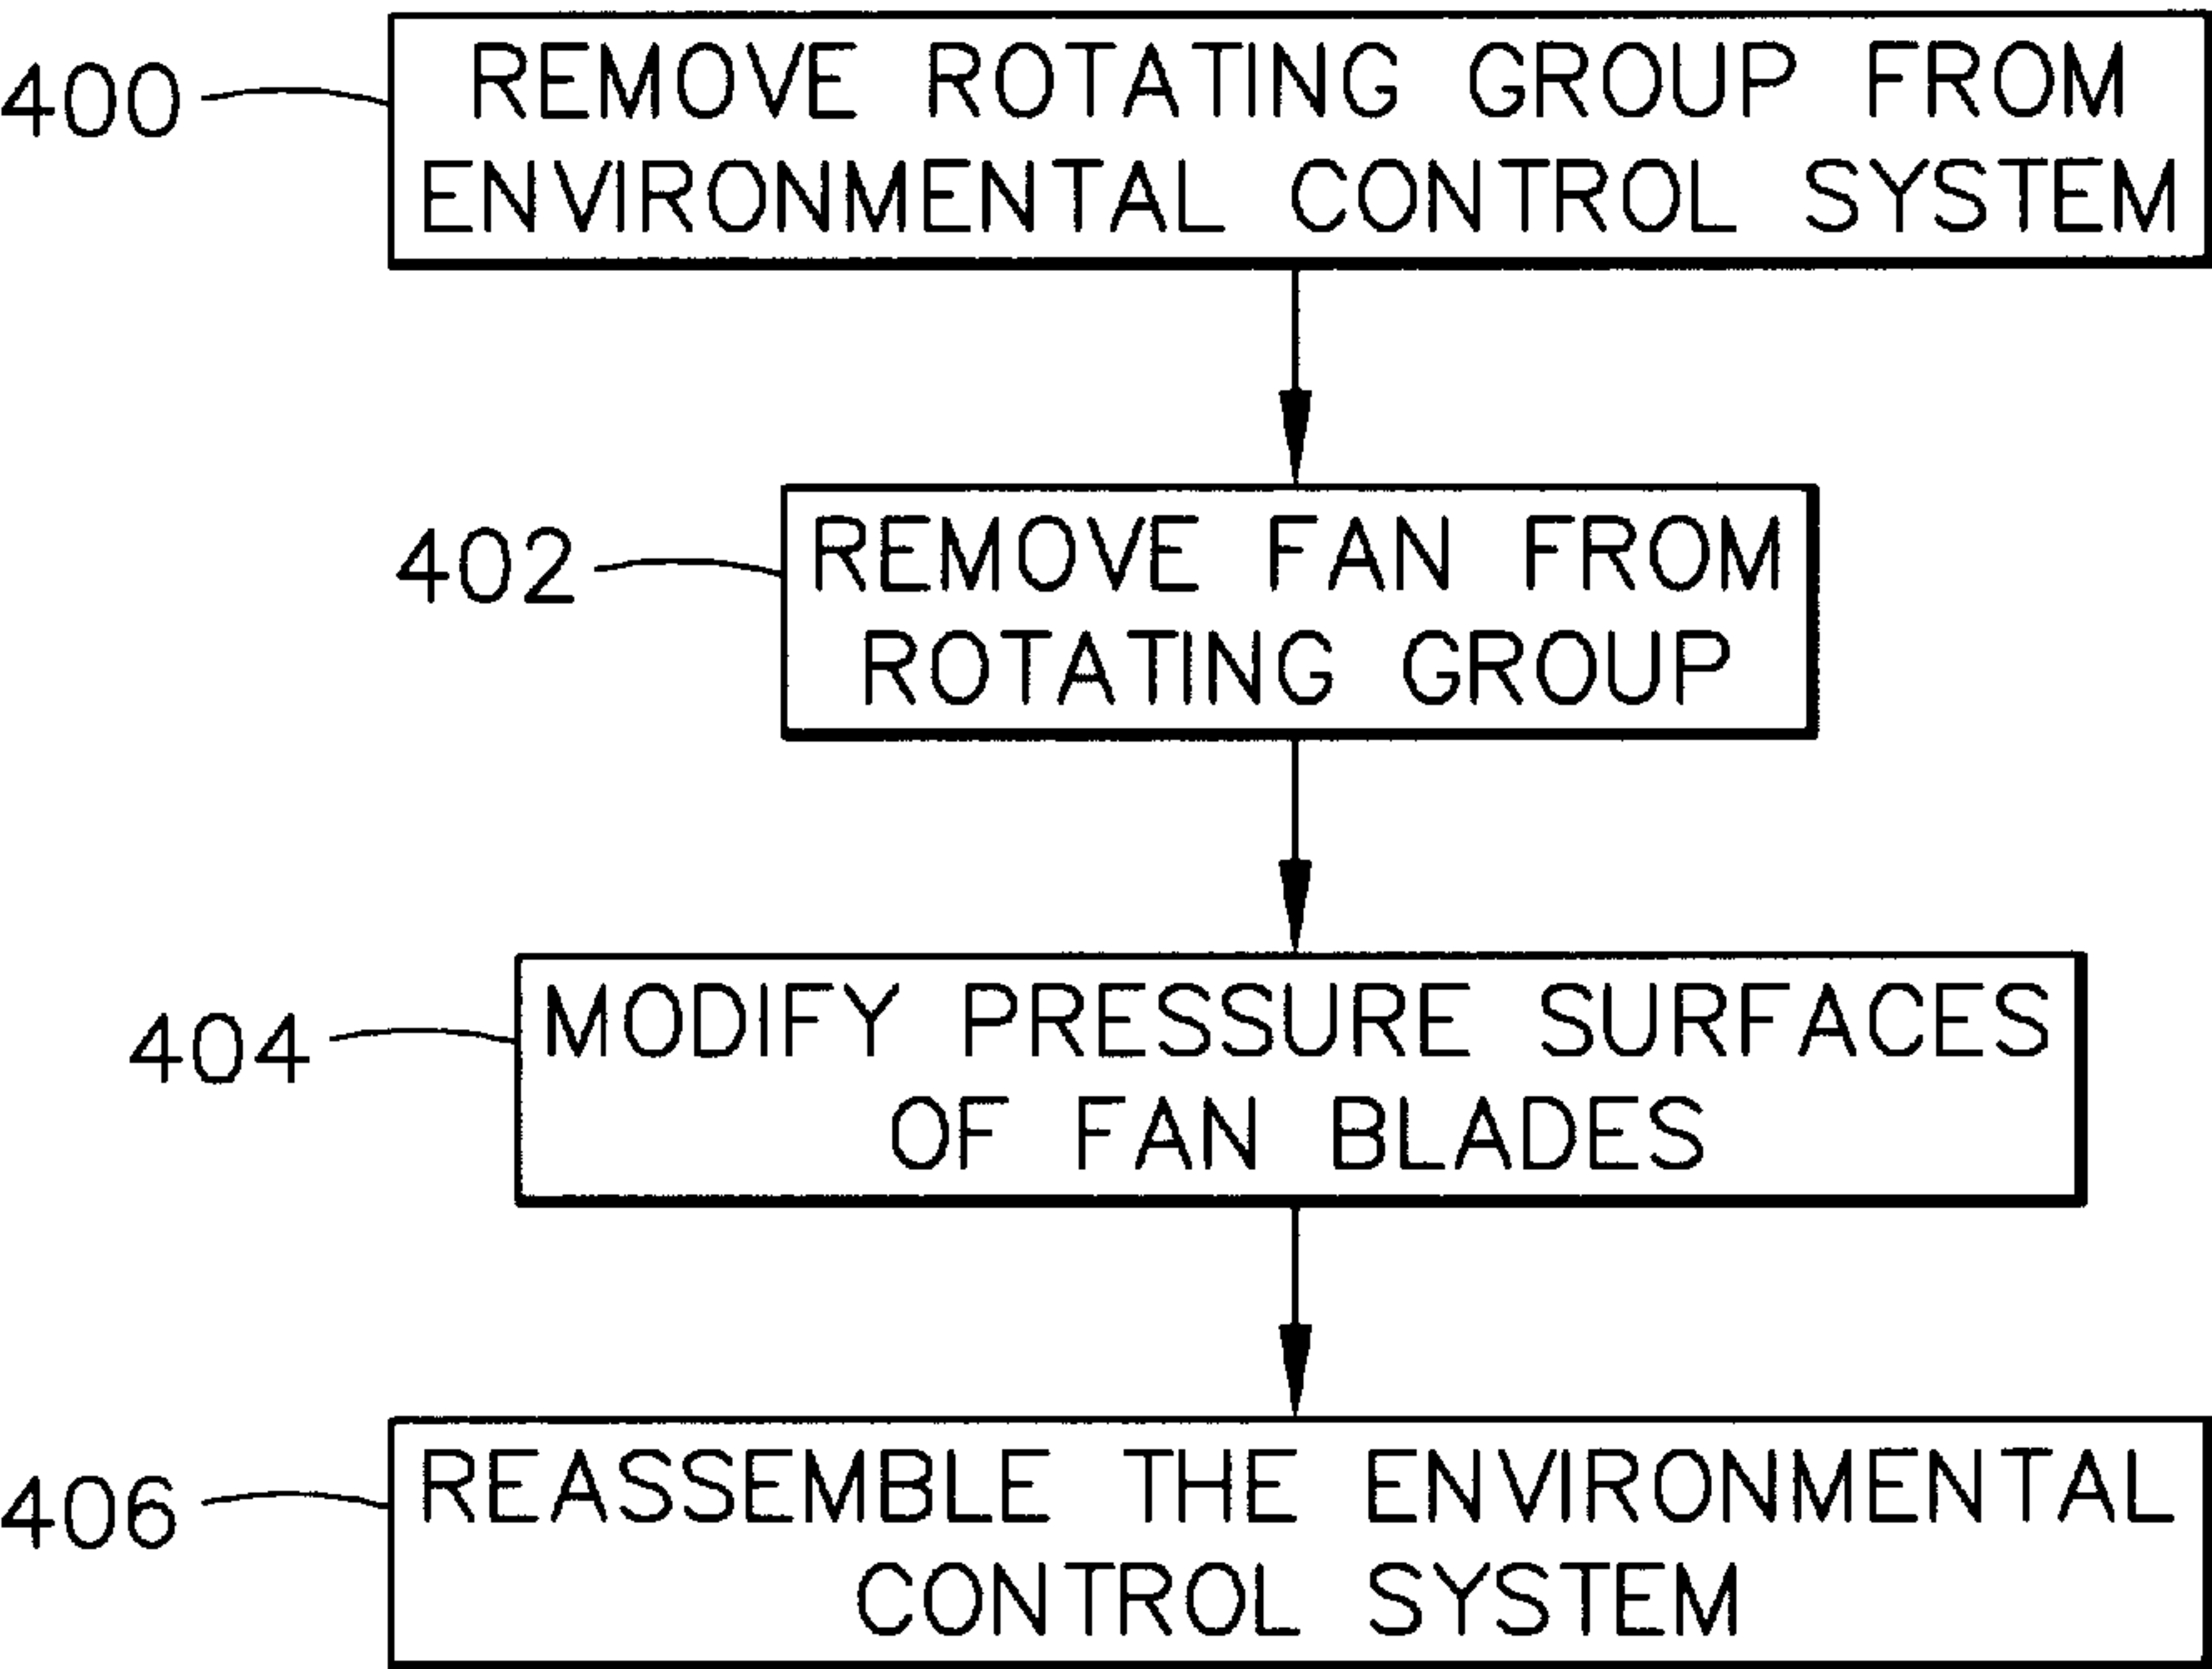 400
REMOVE ROTATING GROUP FROM
ENVIRONMENTAL CONTROL SYSTEM
402
REMOVE FAN FROM
ROTATING GROUP
404
MODIFY PRESSURE SURFACES
OF FAN BLADES
406
REASSEMBLE THE ENVIRONMENTAL
CONTROL SYSTEM